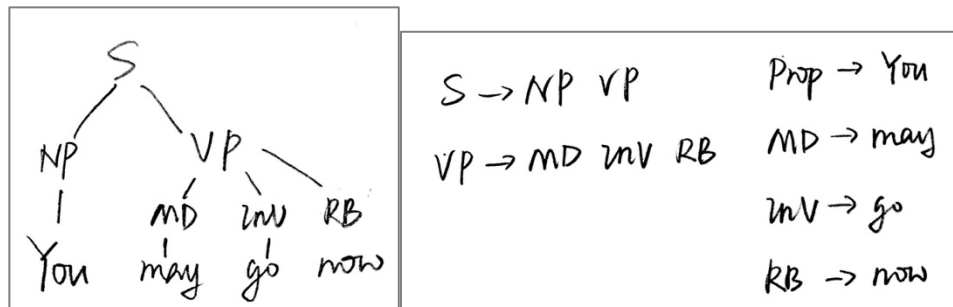 S
NP VP
MD InV RB
You may go now
S → NP VP
VP → MD InV RB
Prop → You
MD → may
InV → go
RB → now